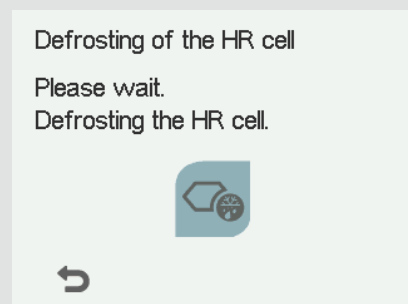 Defrosting of the HR cell
Please wait.
Defrosting the HR cell.